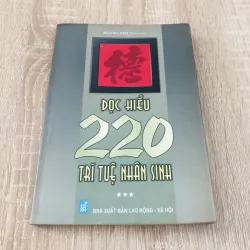 德
ĐỌC HIỂU
220
TRÍ TUỆ NHÂN SINH
★★★
NHÀ XUẤT BẢN LAO ĐỘNG - XÃ HỘI